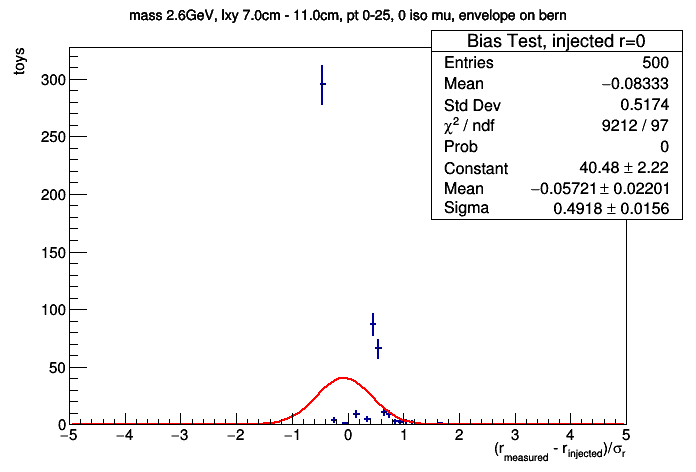 mass 2.6GeV, lxy 7.0cm - 11.0cm, pt 0-25, 0 iso mu, envelope on bern
Bias Test, injected r=0
Entries 500
Mean −0.08333
Std Dev 0.5174
χ² / ndf 9212 / 97
Prob 0
Constant 40.48 ± 2.22
Mean −0.05721 ± 0.02201
Sigma 0.4918 ± 0.0156
toys
300
250
200
150
100
50
0
−5 −4 −3 −2 −1 0 1 2 3 4 5
(r_measured - r_injected)/σ_r